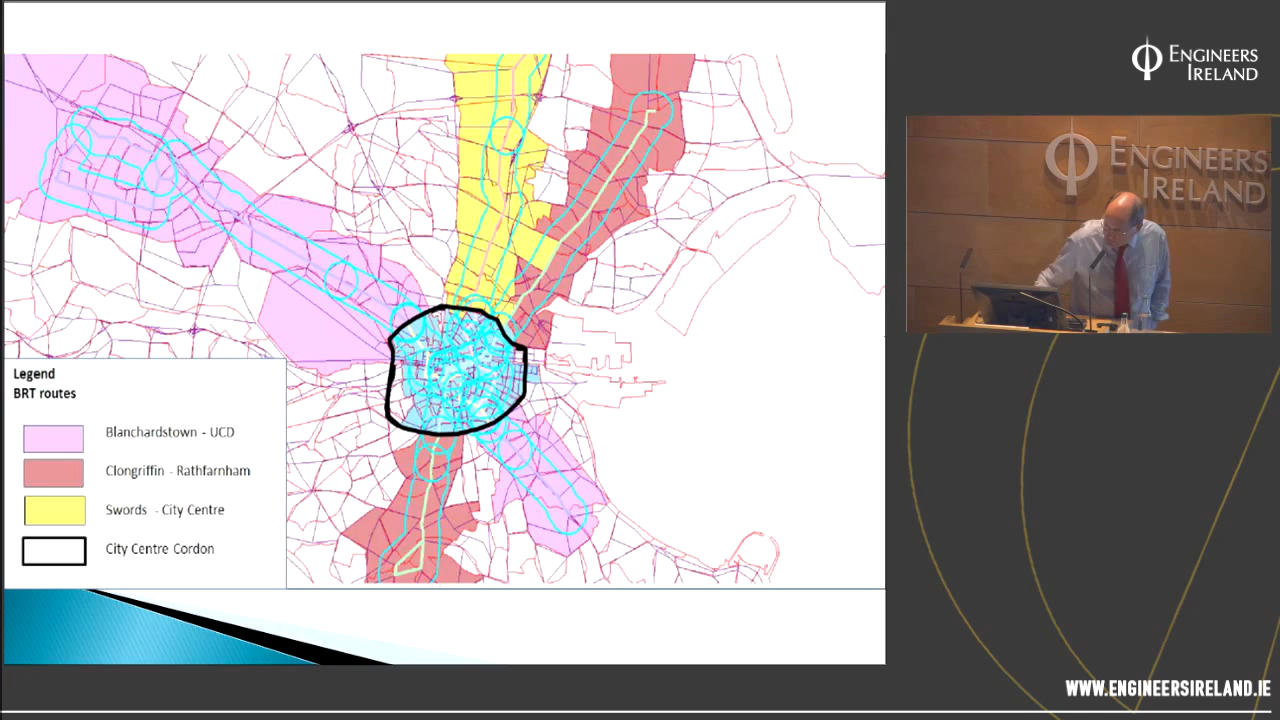 Legend
BRT routes
Blanchardstown - UCD
Clongriffin - Rathfarnham
Swords - City Centre
City Centre Cordon
ENGINEERS
IRELAND
ENGINEERS
IRELAND
WWW.ENGINEERSIRELAND.IE